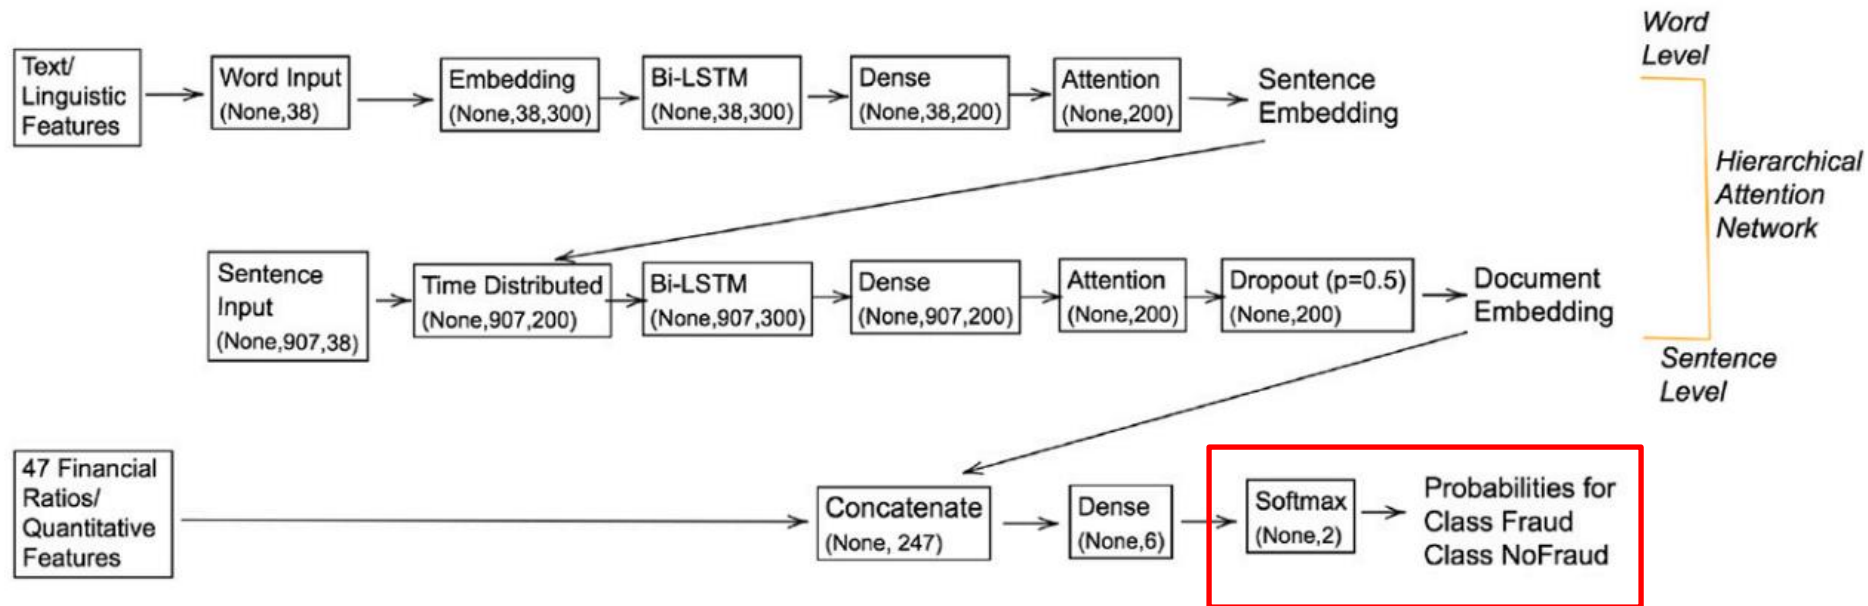 Word
Level
Text/
Linguistic
Features
Word Input
(None,38)
Embedding
(None,38,300)
Bi-LSTM
(None,38,300)
Dense
(None,38,200)
Attention
(None,200)
Sentence
Embedding
Hierarchical
Attention
Network
Sentence
Input
(None,907,38)
Time Distributed
(None,907,200)
Bi-LSTM
(None,907,300)
Dense
(None,907,200)
Attention
(None,200)
Dropout (p=0.5)
(None,200)
Document
Embedding
Sentence
Level
47 Financial
Ratios/
Quantitative
Features
Concatenate
(None, 247)
Dense
(None,6)
Softmax
(None,2)
Probabilities for
Class Fraud
Class NoFraud